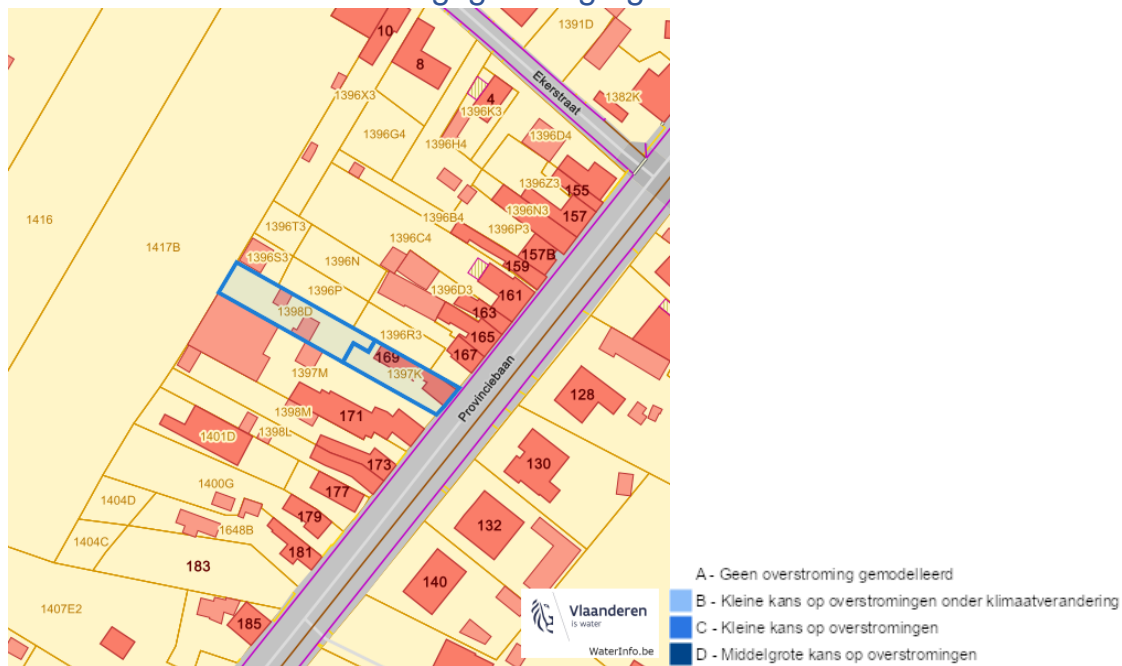 10
1391D
8
Ekerstraat
1382K
1396X3
4
1396K3
1396G4
1396H4
1396D4
155
1396Z3
1396N3
157
1396B4
1396P3
1416
1417B
1396T3
1396C4
157B
1396S3
1396N
159
1396P
1396D3
161
1398D
163
1396R3
165
167
169
1397M
1397K
Provinciebaan
128
1398M
171
1401D
1398L
173
130
1400G
177
1404D
179
132
1648B
1404C
181
183
140
1407E2
185
Vlaanderen
is water
WaterInfo.be
A - Geen overstroming gemodelleerd
B - Kleine kans op overstromingen onder klimaatverandering
C - Kleine kans op overstromingen
D - Middelgrote kans op overstromingen